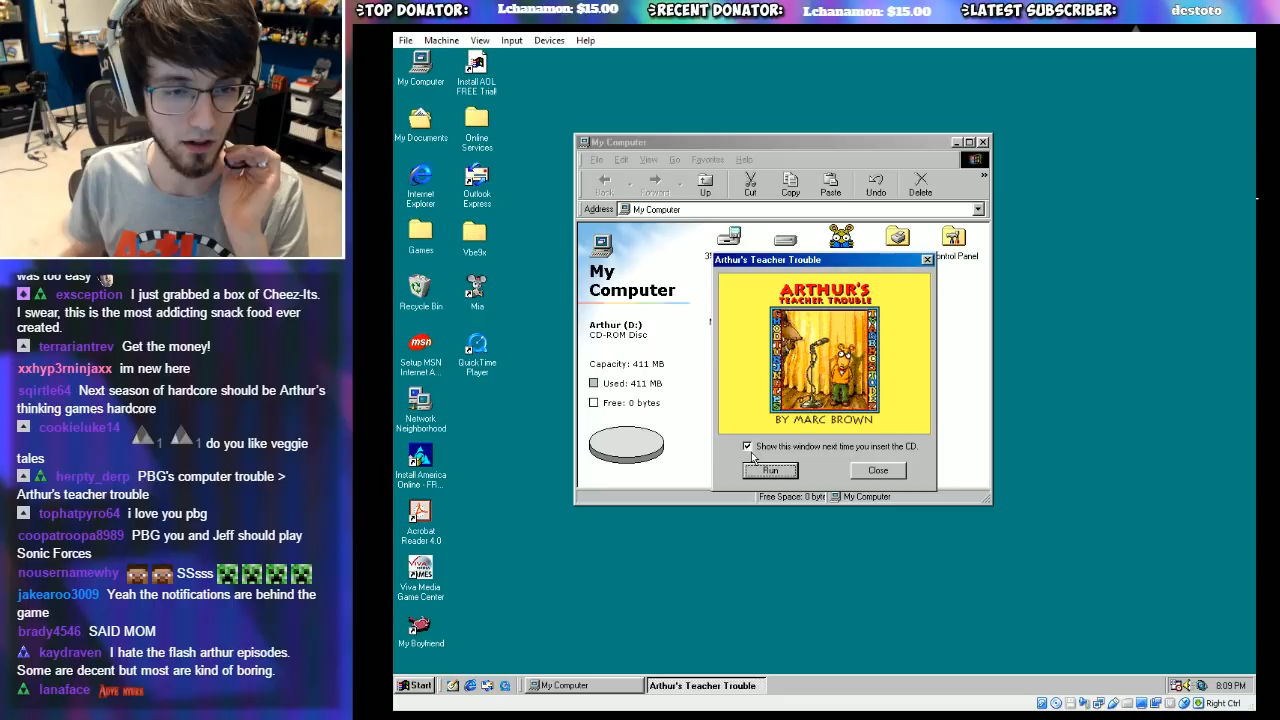 TOP DONATOR: Lchanamon: $15.00 RECENT DONATOR: Lchanamon: $15.00 LATEST SUBSCRIBER: destoto
File Machine View Input Devices Help
My Computer
Install AOL
FREE Trial!
My Documents
Online
Services
Internet
Explorer
Outlook
Express
Games
Vbe9x
Recycle Bin
Mia
Setup MSN
Internet A...
QuickTime
Player
Network
Neighborhood
Install America
Online - FR...
Acrobat
Reader 4.0
Viva Media
Game Center
My Boyfriend
My Computer
File Edit View Go Favorites Help
Back Forward Up Cut Copy Paste Undo Delete
Address My Computer
My
Computer
Arthur (D:)
CD-ROM Disc
Capacity: 411 MB
Used: 411 MB
Free: 0 bytes
ontrol Panel
Arthur's Teacher Trouble
ARTHUR'S
TEACHER TROUBLE
BY MARC BROWN
Show this window next time you insert the CD.
Run Close
Free Space: 0 byte My Computer
was too easy
exsception I just grabbed a box of Cheez-Its.
I swear, this is the most addicting snack food ever
created.
terrariantrev Get the money!
xxhyp3rninjaxx im new here
sqirtle64 Next season of hardcore should be Arthur's
thinking games hardcore
cookieluke14 1 1 do you like veggie
tales
herpty_derp PBG's computer trouble >
Arthur's teacher trouble
tophatpyro64 i love you pbg
coopatroopa8989 PBG you and Jeff should play
Sonic Forces
nousernamewhy SSsss
jakearoo3009 Yeah the notifications are behind the
game
brady4546 SAID MOM
kaydraven I hate the flash arthur episodes.
Some decent but most are kind of boring.
lanaface
Start My Computer Arthur's Teacher Trouble 8:09 PM
Right Ctrl